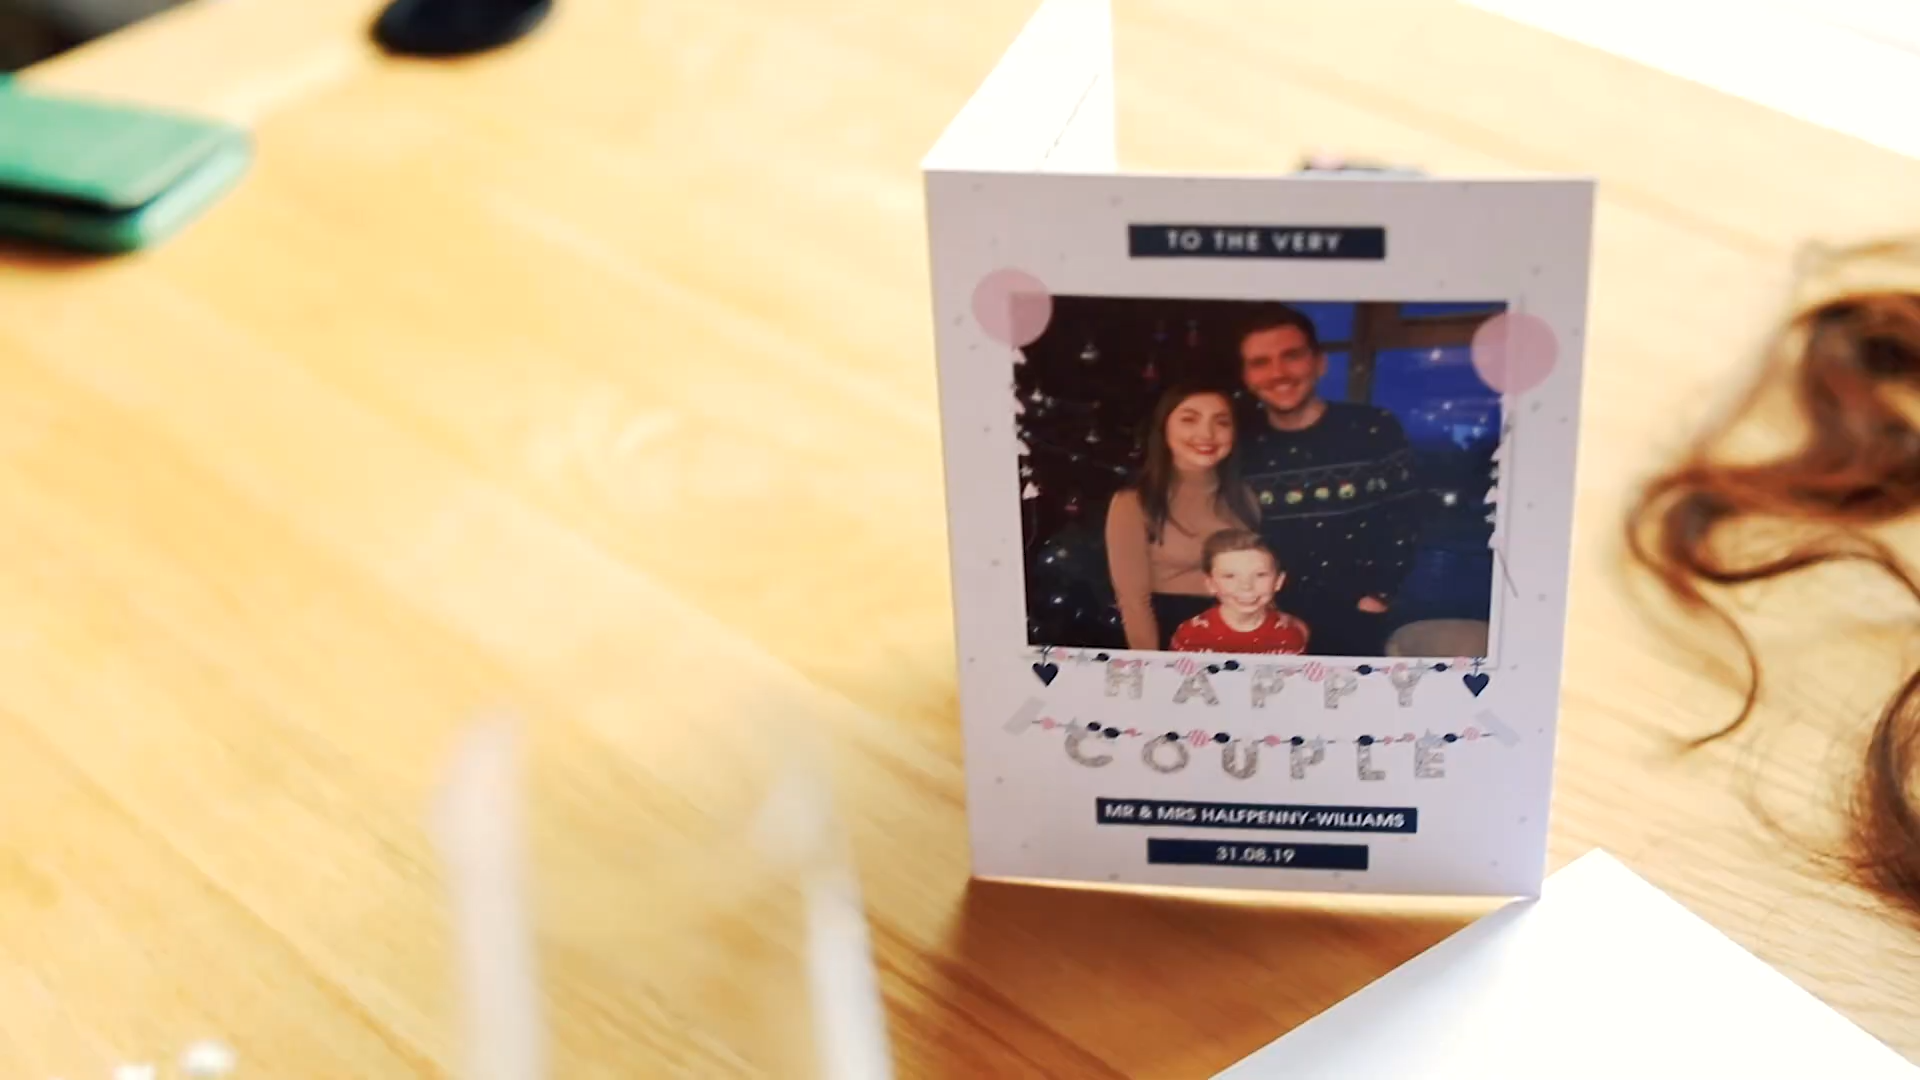 TO THE VERY
HAPPY
COUPLE
MR & MRS HALFPENNY-WILLIAMS
31.08.19